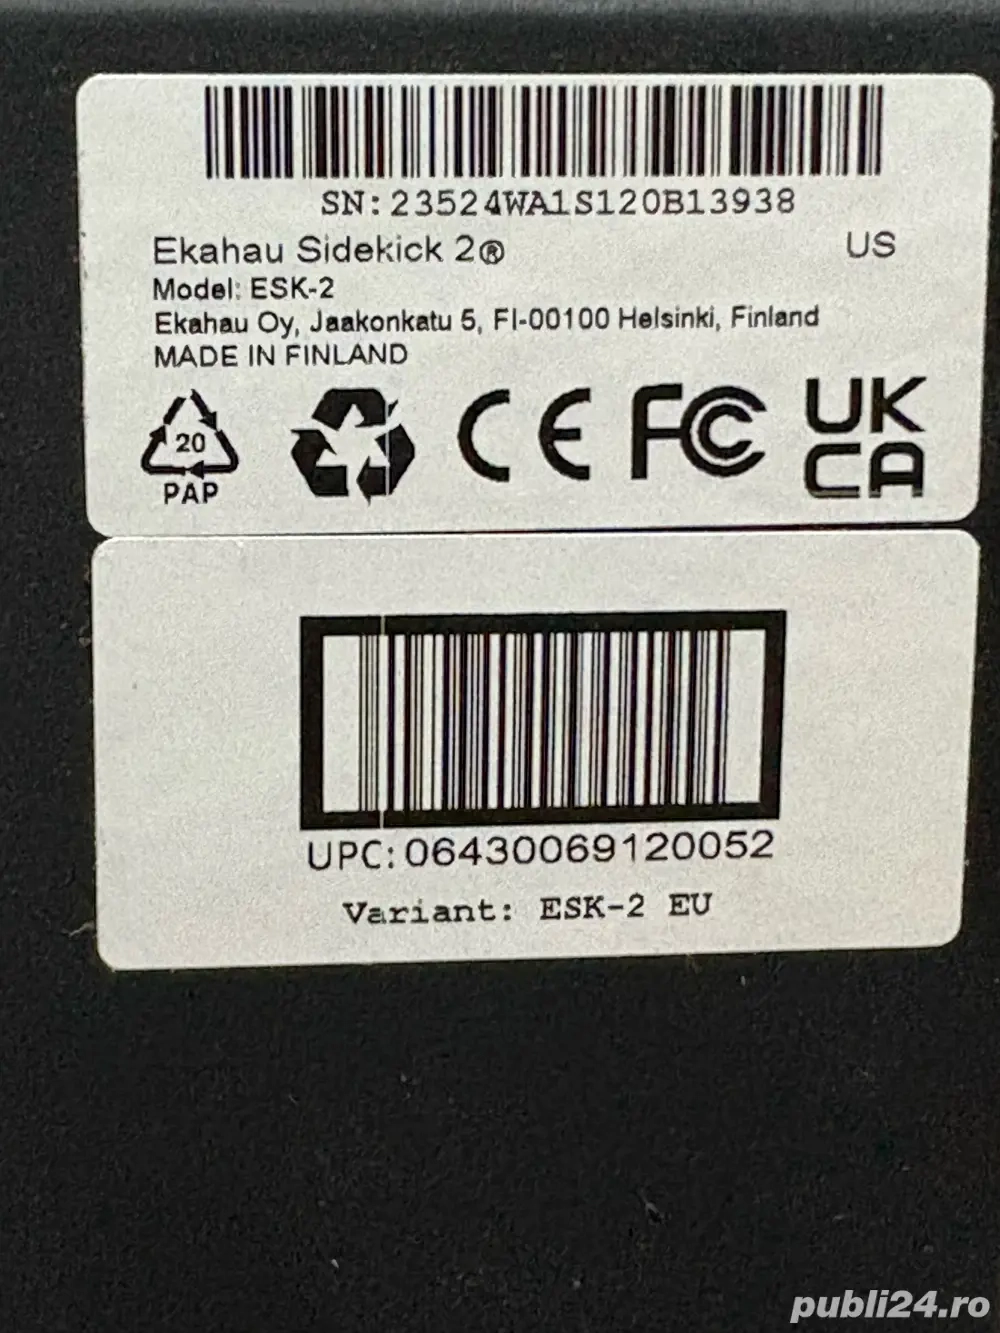 SN:23524WA1S120B13938
Ekahau Sidekick 2® US
Model: ESK-2
Ekahau Oy, Jaakonkatu 5, FI-00100 Helsinki, Finland
MADE IN FINLAND
20
PAP
CE
FC
UK
CA
UPC:06430069120052
Variant: ESK-2 EU
publi24.ro